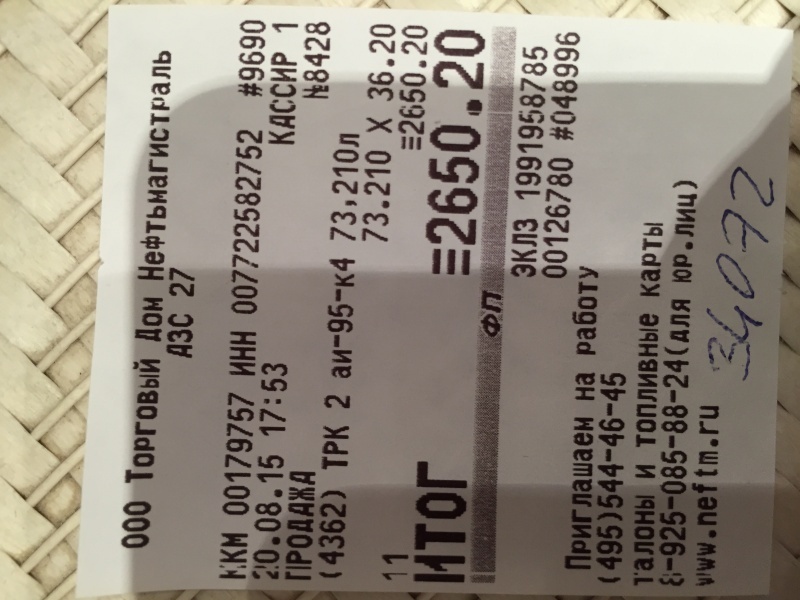 ООО Торговый Дом Нефтьмагистраль
АЗС 27
ККМ 00179757 ИНН 007722582752 #9690
20.08.15 17:53 КАССИР 1
ПРОДАЖА №8428
(4362) ТРК 2 аи-95-к4 73,210л
73.210 X 36.20
11 ≡2650.20
ИТОГ ≡2650.20
ФП
ЭКЛЗ 1991958785
00126780 #048996
Приглашаем на работу
(495)544-46-45
талоны и топливные карты
8-925-085-88-24(для юр.лиц)
www.neftm.ru
34072